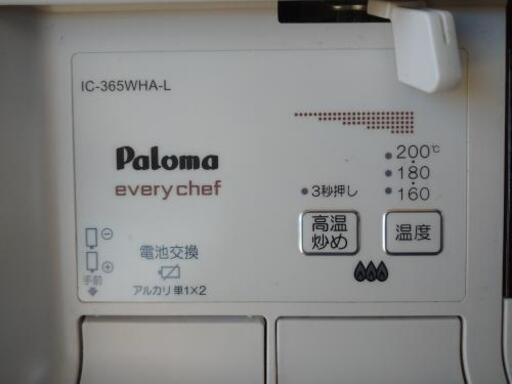 IC-365WHA-L
Paloma
every chef
200℃
180
160
3秒押し
高温
炒め
温度
電池交換
アルカリ 単1×2
⊖
⊕
手前